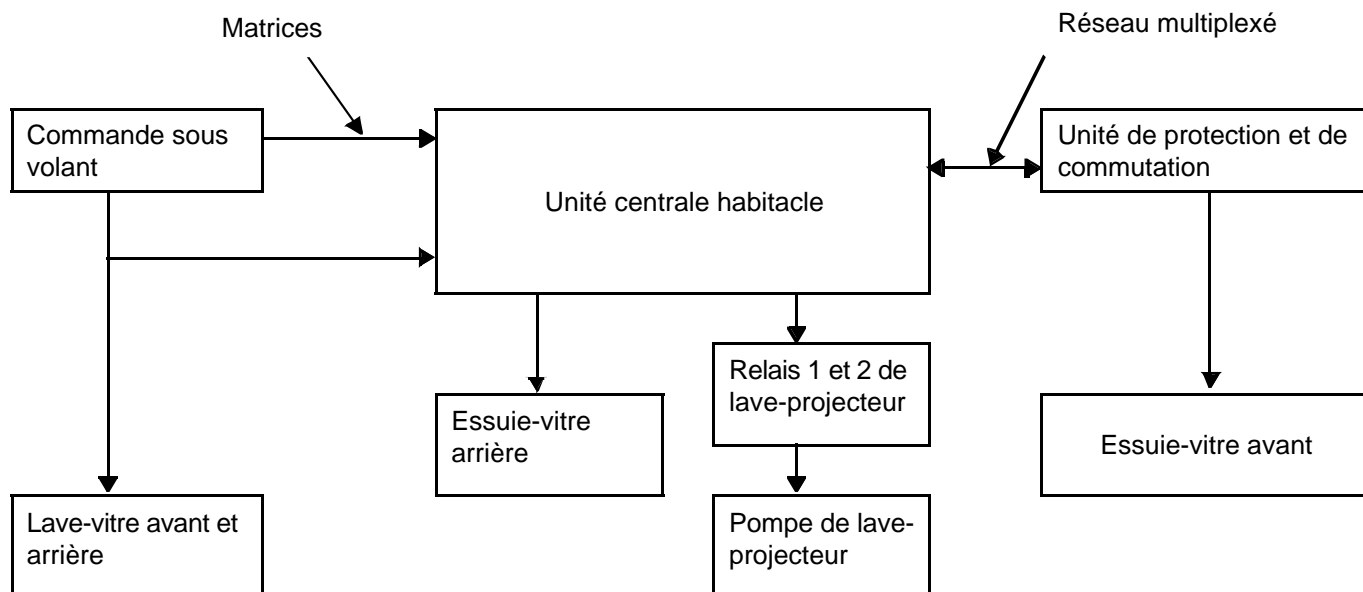 Matrices
Réseau multiplexé
Commande sous
volant
Unité centrale habitacle
Unité de protection et de
commutation
Relais 1 et 2 de
lave-projecteur
Essuie-vitre
arrière
Essuie-vitre avant
Lave-vitre avant et
arrière
Pompe de lave-
projecteur